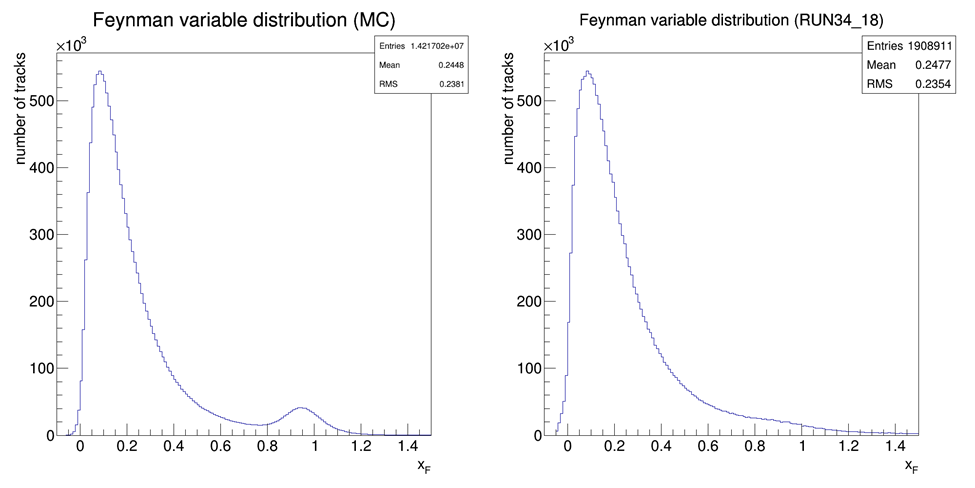 Feynman variable distribution (MC)
×10³
Entries 1.421702e+07
Mean 0.2448
RMS 0.2381
number of tracks
500
400
300
200
100
0
0 0.2 0.4 0.6 0.8 1 1.2 1.4
x_F
Feynman variable distribution (RUN34_18)
×10³
Entries 1908911
Mean 0.2477
RMS 0.2354
number of tracks
500
400
300
200
100
0
0 0.2 0.4 0.6 0.8 1 1.2 1.4
x_F